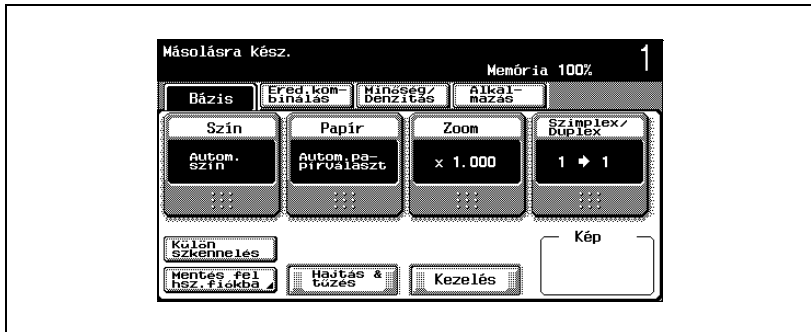 Másolásra kész.
Memória 100%
1
Bázis
Ered.kom-
binálás
Minőség/
Denzitás
Alkal-
mazás
Szín
Papír
Zoom
Szimplex/
Duplex
Autom.
szín
Autom.pa-
pírválaszt
× 1.000
1 → 1
Külön
szkennelés
Kép
Mentés fel
hsz.fiókba
Hajtás &
tűzés
Kezelés